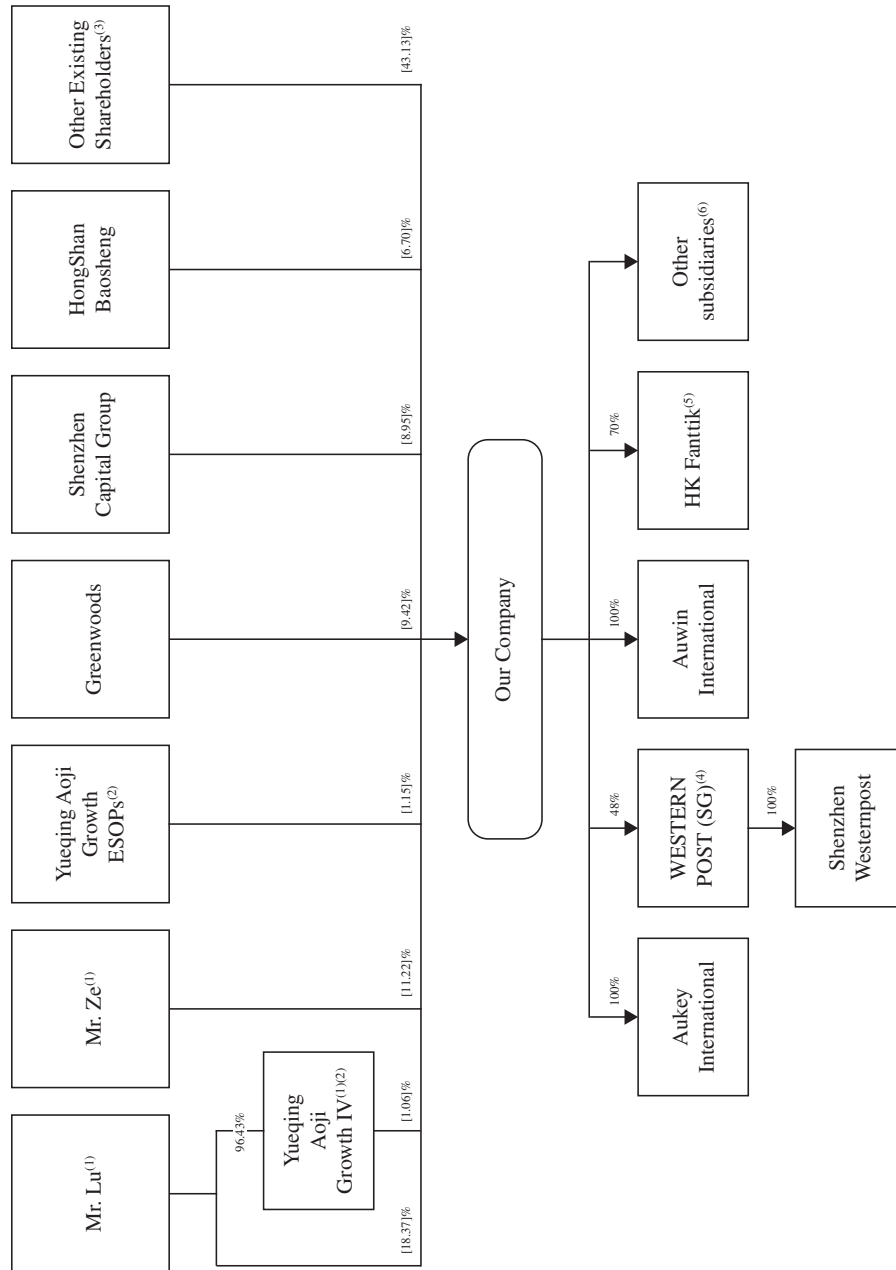 Mr. Lu(1)
Mr. Ze(1)
Yueqing Aoji
Growth
ESOPs(2)
Greenwoods
Shenzhen
Capital Group
HongShan
Baosheng
Other Existing
Shareholders(3)
96.43%
Yueqing
Aoji
Growth IV(1)(2)
[18.37]%
[1.06]%
[11.22]%
[1.15]%
[9.42]%
[8.95]%
[6.70]%
[43.13]%
Our Company
100%
48%
100%
70%
Aukey
International
WESTERN
POST (SG)(4)
Auwin
International
HK Fanttik(5)
Other
subsidiaries(6)
100%
Shenzhen
Westernpost